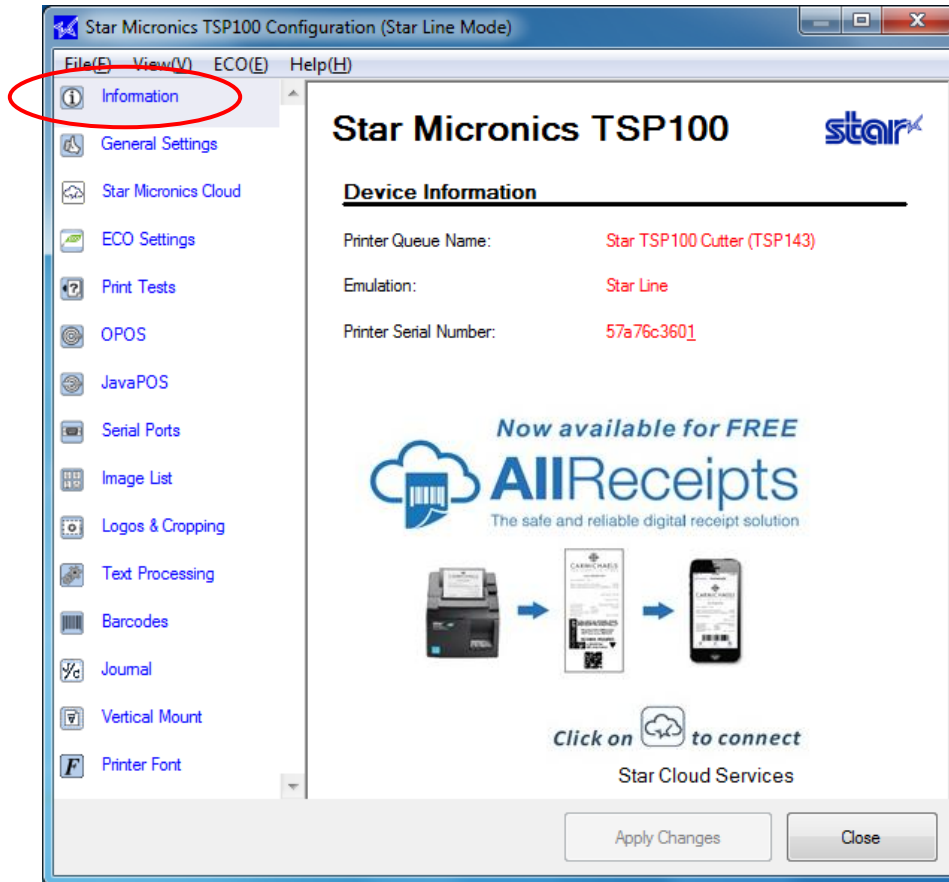 Star Micronics TSP100 Configuration (Star Line Mode)
File(F) View(V) ECO(E) Help(H)
Information
General Settings
Star Micronics Cloud
ECO Settings
Print Tests
OPOS
JavaPOS
Serial Ports
Image List
Logos & Cropping
Text Processing
Barcodes
Journal
Vertical Mount
Printer Font
Star Micronics TSP100
star
Device Information
Printer Queue Name: Star TSP100 Cutter (TSP143)
Emulation: Star Line
Printer Serial Number: 57a76c3601
Now available for FREE
AllReceipts
The safe and reliable digital receipt solution
CARMICHAELS
CARMICHAELS
Click on to connect
Star Cloud Services
Apply Changes
Close